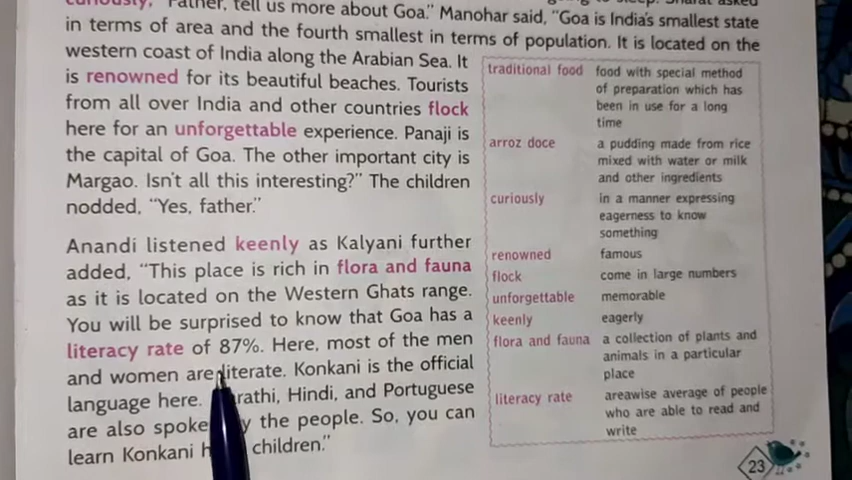 curiously, "Father, tell us more about Goa." Manohar said, "Goa is India's smallest state
in terms of area and the fourth smallest in terms of population. It is located on the
western coast of India along the Arabian Sea. It
is renowned for its beautiful beaches. Tourists
from all over India and other countries flock
here for an unforgettable experience. Panaji is
the capital of Goa. The other important city is
Margao. Isn't all this interesting?" The children
nodded, "Yes, father."
Anandi listened keenly as Kalyani further
added, "This place is rich in flora and fauna
as it is located on the Western Ghats range.
You will be surprised to know that Goa has a
literacy rate of 87%. Here, most of the men
and women are literate. Konkani is the official
language here. Hindi, and Portuguese
are also the people. So, you can
learn Konkani children."
traditional food food with special method
of preparation which has
been in use for a long
time
arroz doce a pudding made from rice
mixed with water or milk
and other ingredients
curiously in a manner expressing
eagerness to know
something
renowned famous
flock come in large numbers
unforgettable memorable
keenly eagerly
flora and fauna a collection of plants and
animals in a particular
place
literacy rate areawise average of people
who are able to read and
write
23